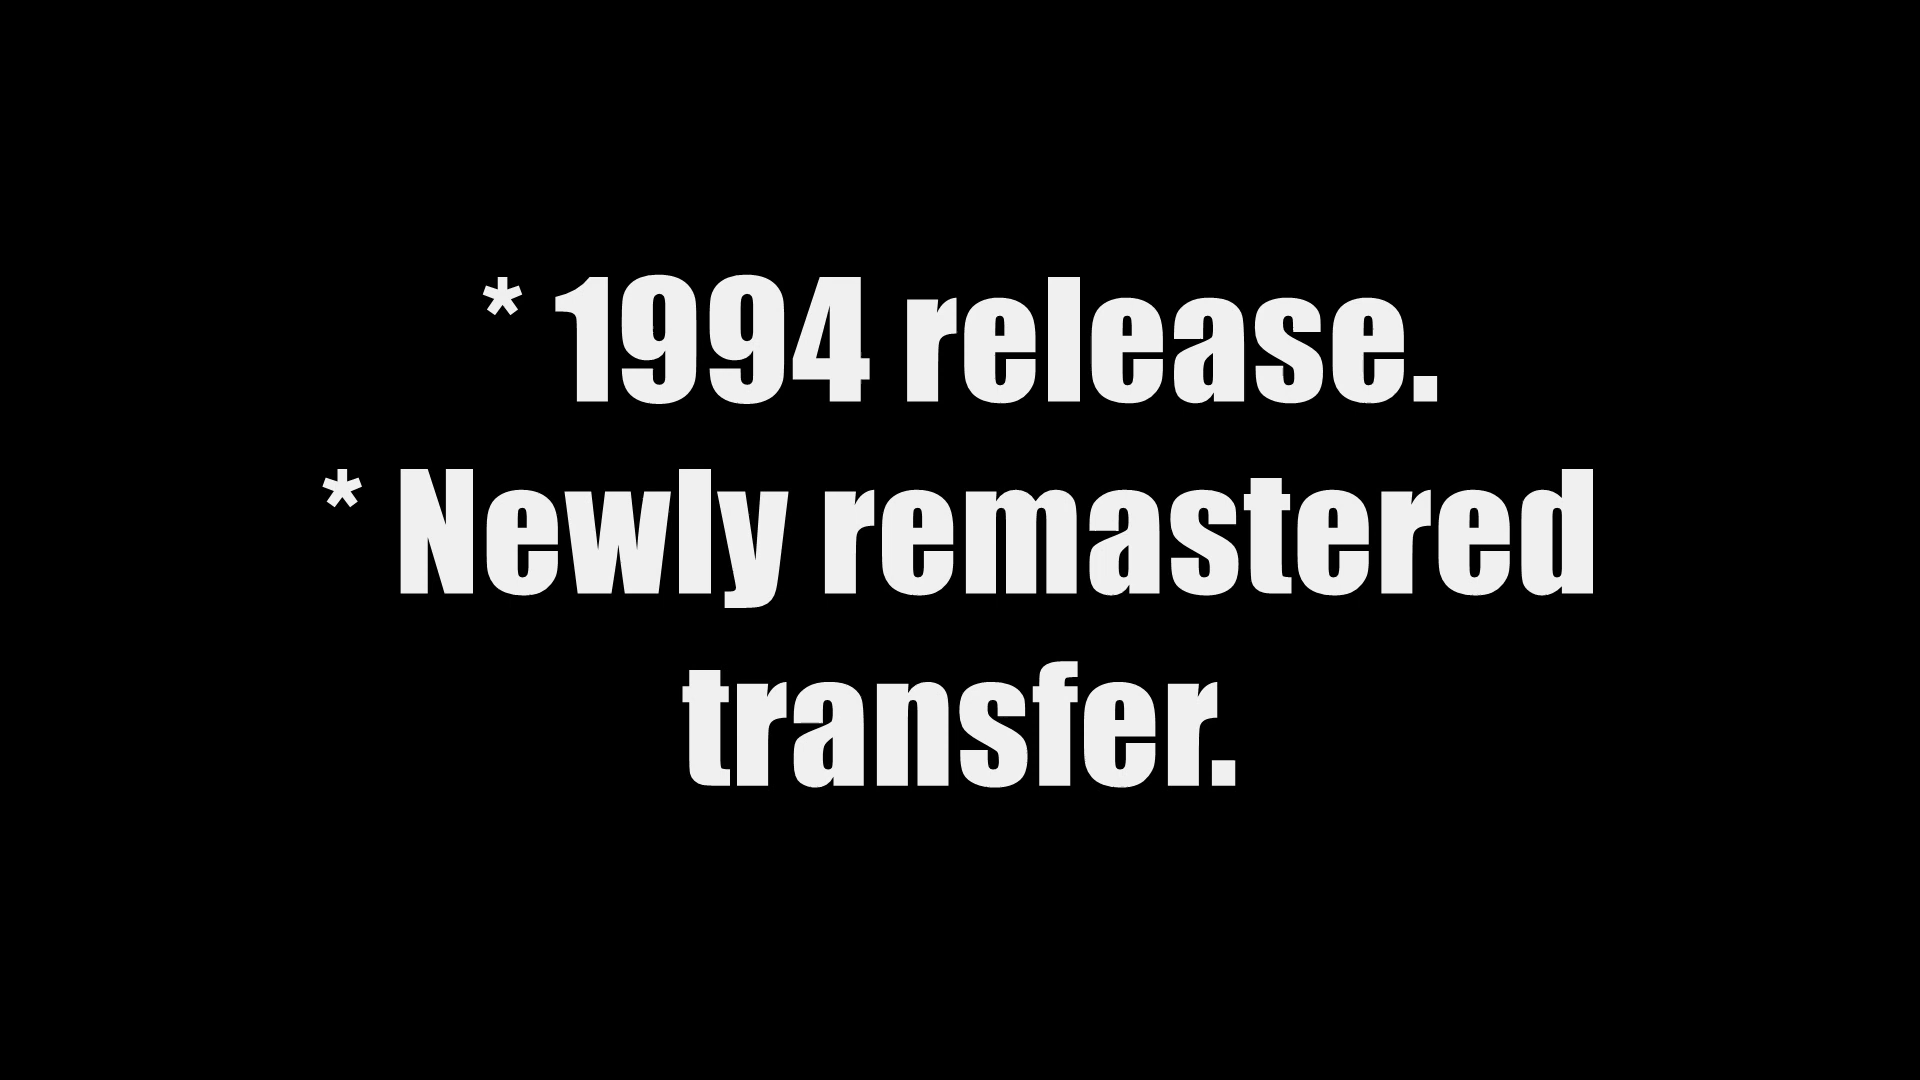 * 1994 release.
* Newly remastered
transfer.